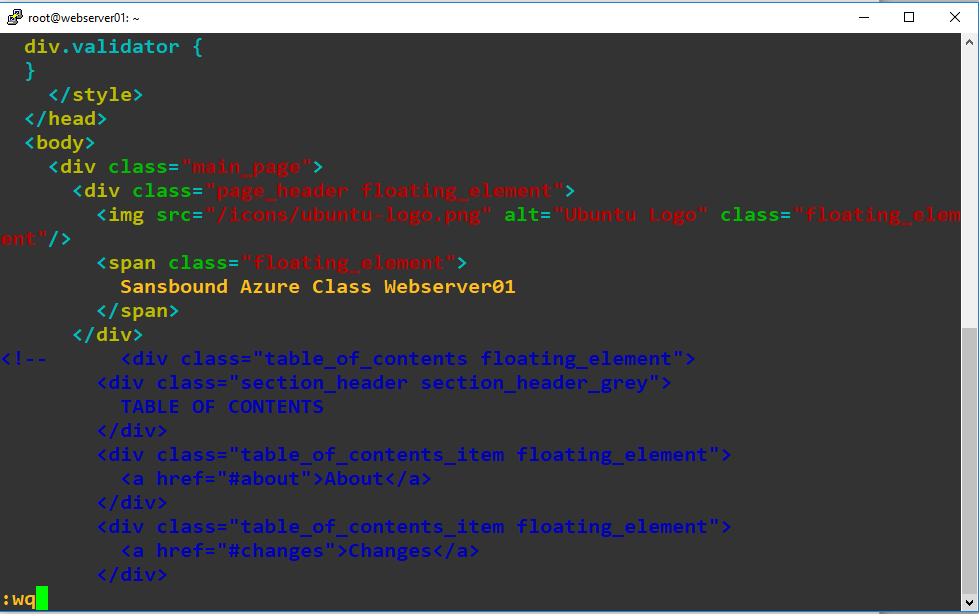 root@webserver01: ~
div.validator {
}
</style>
</head>
<body>
<div class="main_page">
<div class="page_header floating_element">
<img src="/icons/ubuntu-logo.png" alt="Ubuntu Logo" class="floating_elem
ent"/>
<span class="floating_element">
Sansbound Azure Class Webserver01
</span>
</div>
<!--      <div class="table_of_contents floating_element">
<div class="section_header section_header_grey">
TABLE OF CONTENTS
</div>
<div class="table_of_contents_item floating_element">
<a href="#about">About</a>
</div>
<div class="table_of_contents_item floating_element">
<a href="#changes">Changes</a>
</div>
:wq